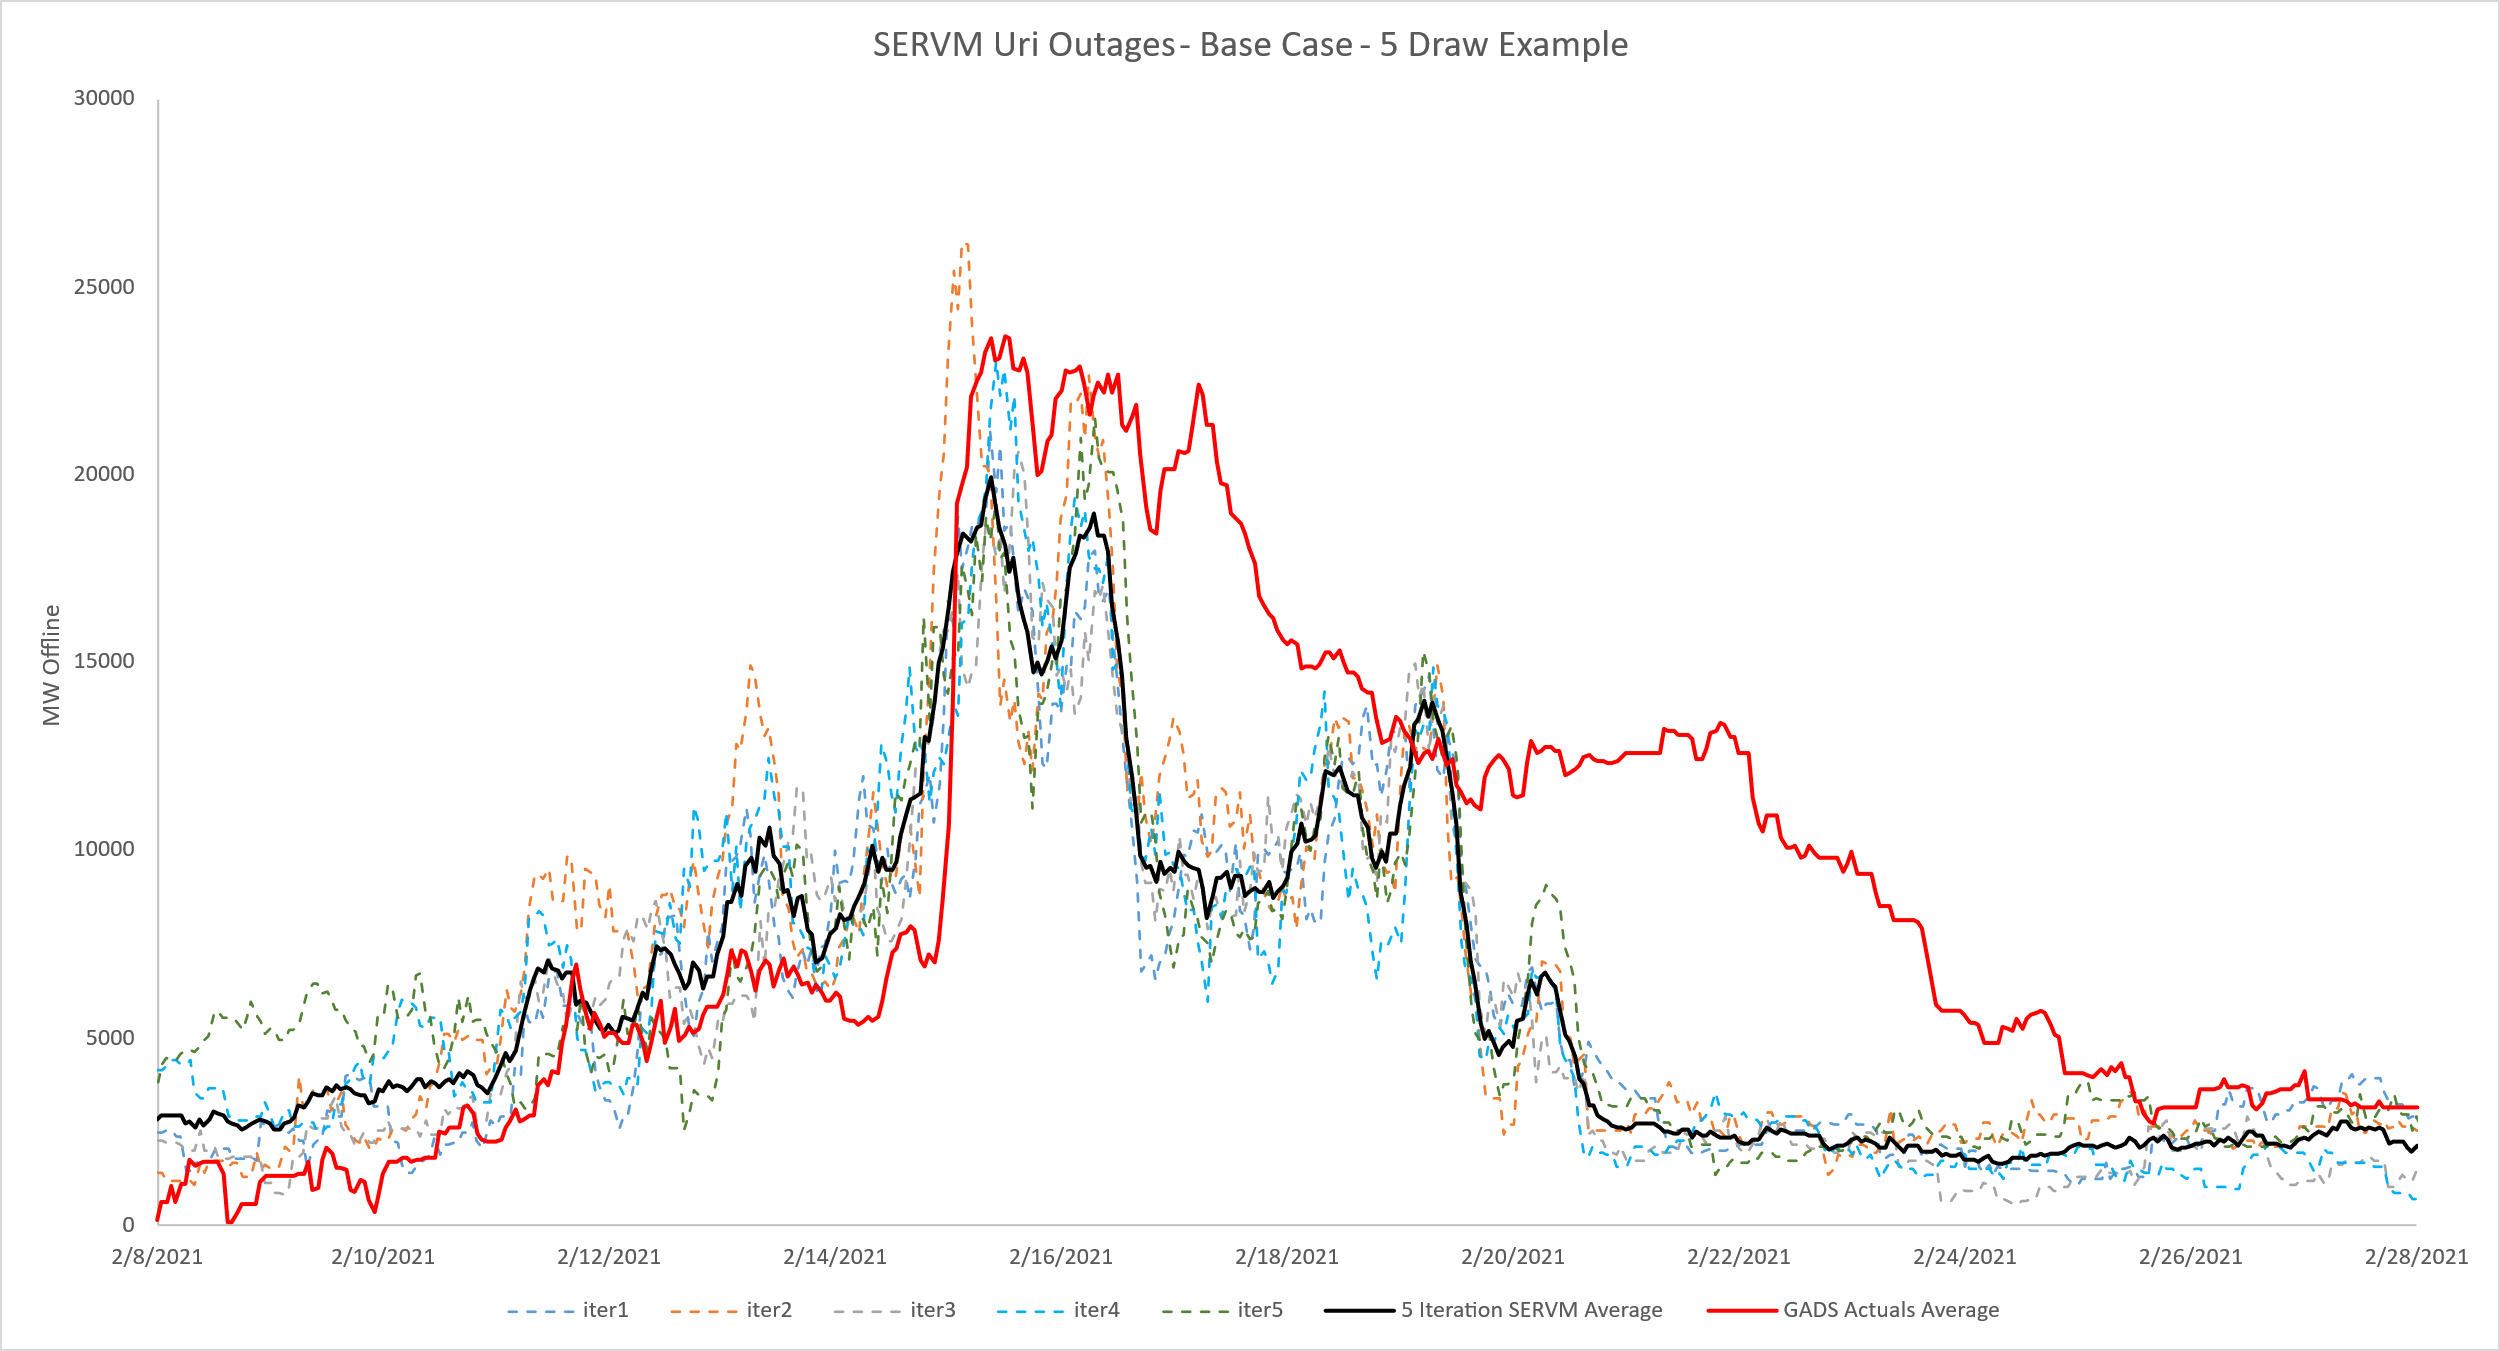 SERVM Uri Outages - Base Case - 5 Draw Example
30000
25000
20000
15000
10000
5000
0
MW Offline
2/8/2021 2/10/2021 2/12/2021 2/14/2021 2/16/2021 2/18/2021 2/20/2021 2/22/2021 2/24/2021 2/26/2021 2/28/2021
iter1 iter2 iter3 iter4 iter5 5 Iteration SERVM Average GADS Actuals Average